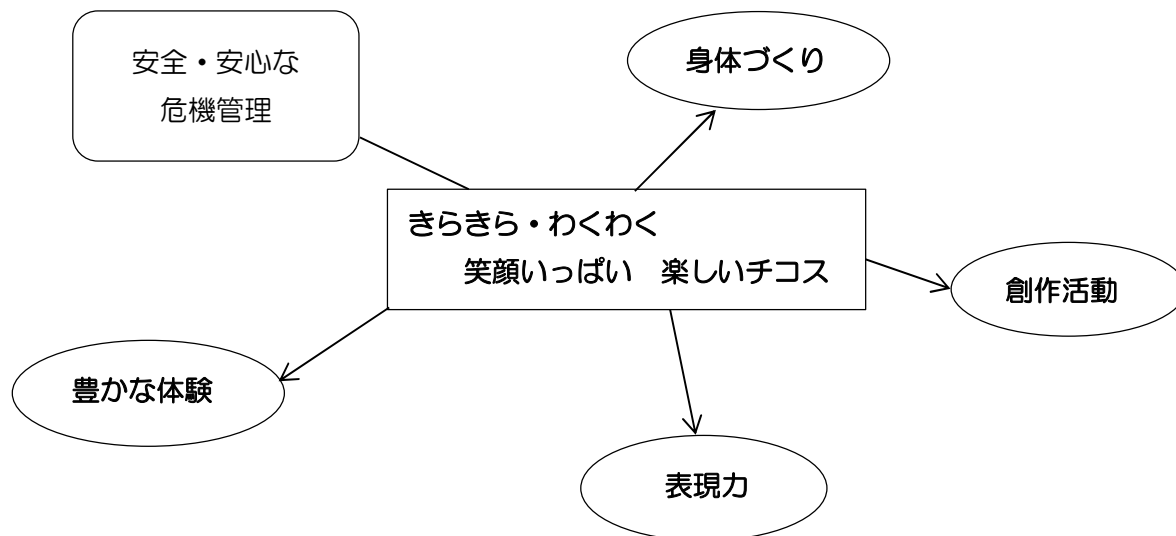 安全・安心な
危機管理
身体づくり
きらきら・わくわく
笑顔いっぱい　楽しいチコス
創作活動
豊かな体験
表現力